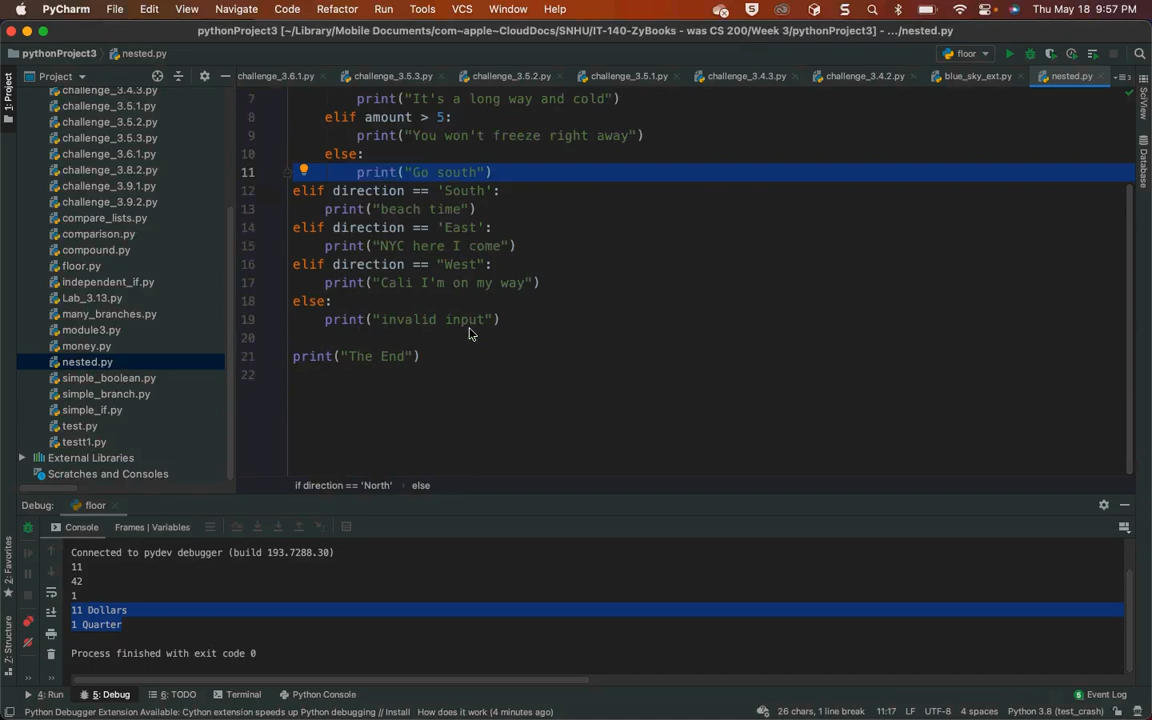 PyCharm File Edit View Navigate Code Refactor Run Tools VCS Window Help Thu May 18 9:57 PM
pythonProject3 [~/Library/Mobile Documents/com~apple~CloudDocs/SNHU/IT-140-ZyBooks - was CS 200/Week 3/pythonProject3] - .../nested.py
pythonProject3 nested.py floor
Project challenge_3.6.1.py challenge_3.5.3.py challenge_3.5.2.py challenge_3.5.1.py challenge_3.4.3.py challenge_3.4.2.py blue_sky_ext.py nested.py
1: Project
challenge_3.4.3.py
challenge_3.5.1.py
challenge_3.5.2.py
challenge_3.5.3.py
challenge_3.6.1.py
challenge_3.8.2.py
challenge_3.9.1.py
challenge_3.9.2.py
compare_lists.py
comparison.py
compound.py
floor.py
independent_if.py
Lab_3.13.py
many_branches.py
module3.py
money.py
nested.py
simple_boolean.py
simple_branch.py
simple_if.py
test.py
testt1.py
External Libraries
Scratches and Consoles
7 print("It's a long way and cold")
8 elif amount > 5:
9 print("You won't freeze right away")
10 else:
11 print("Go south")
12 elif direction == 'South':
13 print("beach time")
14 elif direction == 'East':
15 print("NYC here I come")
16 elif direction == "West":
17 print("Cali I'm on my way")
18 else:
19 print("invalid input")
20
21 print("The End")
22
SciView
Database
if direction == 'North' › else
Debug: floor
Console Frames | Variables
2: Favorites
7: Structure
Connected to pydev debugger (build 193.7288.30)
11
42
1
11 Dollars
1 Quarter
Process finished with exit code 0
4: Run 5: Debug 6: TODO Terminal Python Console Event Log
Python Debugger Extension Available: Cython extension speeds up Python debugging // Install How does it work (4 minutes ago) 26 chars, 1 line break 11:17 LF UTF-8 4 spaces Python 3.8 (test_crash)